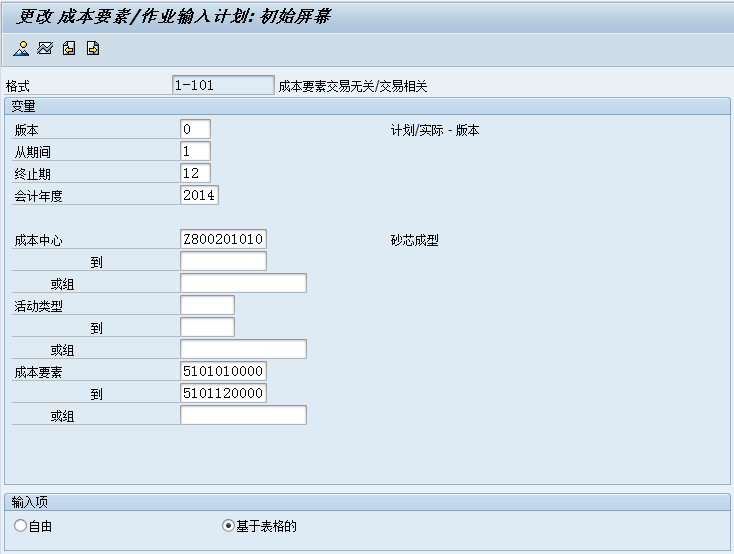 更改 成本要素/作业输入计划: 初始屏幕
格式 1-101 成本要素交易无关/交易相关
变量
版本 0 计划/实际 - 版本
从期间 1
终止期 12
会计年度 2014
成本中心 Z800201010 砂芯成型
到
或组
活动类型
到
或组
成本要素 5101010000
到 5101120000
或组
输入项
自由 基于表格的